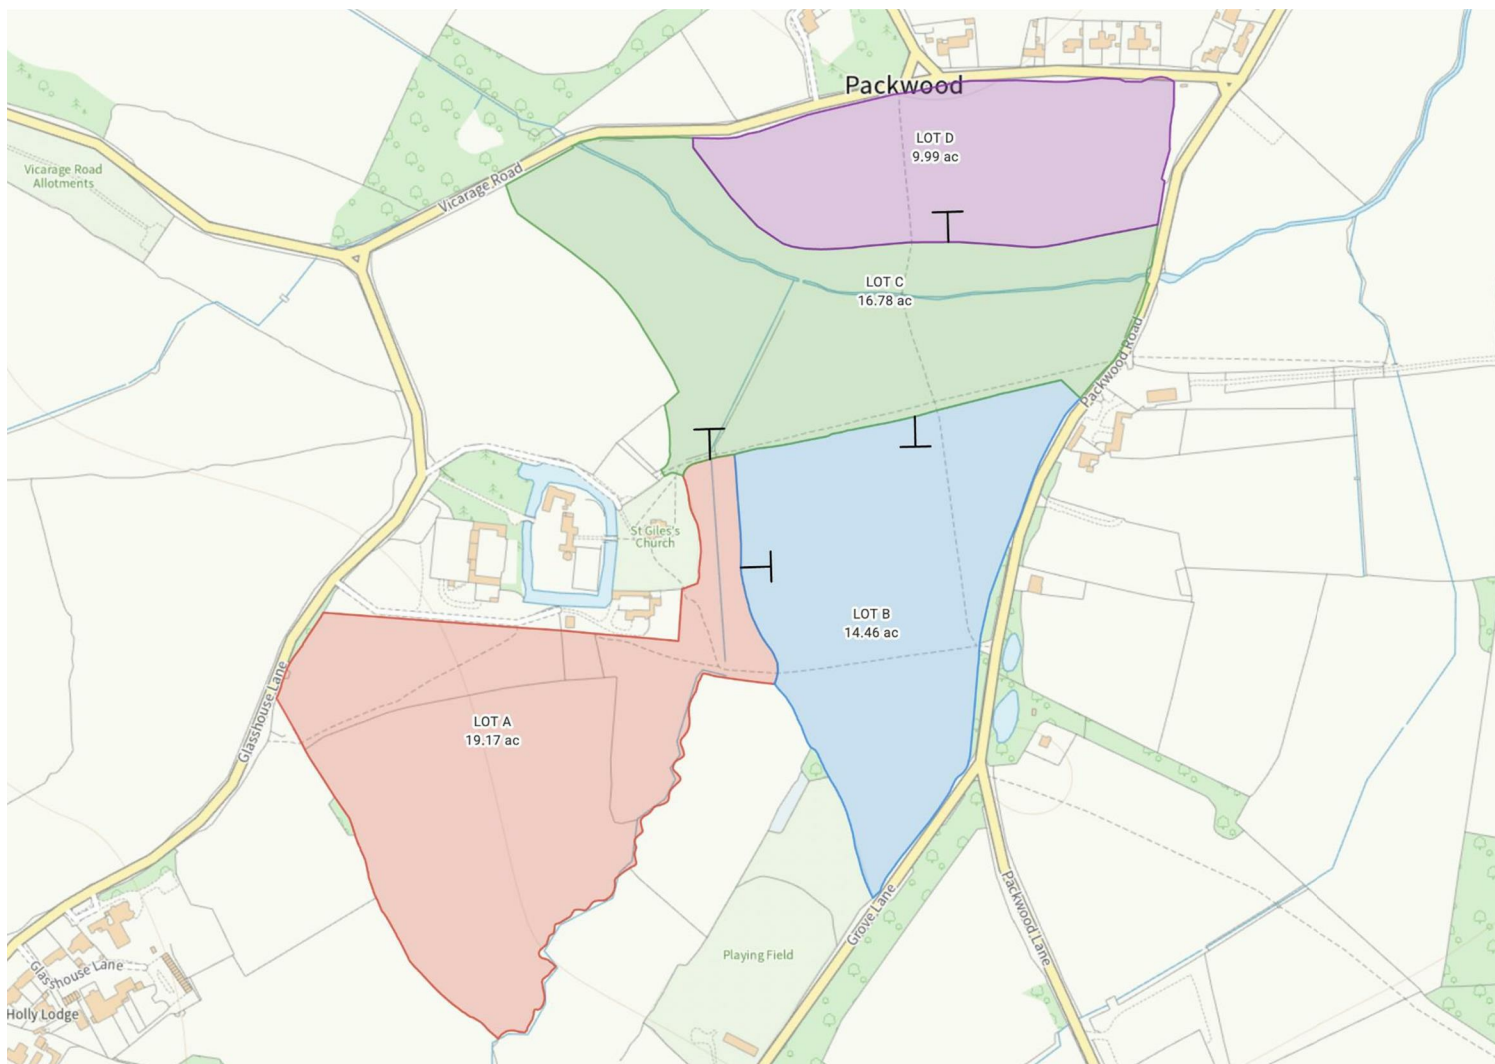 Packwood
LOT D
9.99 ac
Vicarage Road
Allotments
Vicarage Road
LOT C
16.78 ac
Packwood Road
St Giles's
Church
LOT B
14.46 ac
Glasshouse Lane
LOT A
19.17 ac
Grove Lane
Packwood Lane
Playing Field
Glasshouse Lane
Holly Lodge